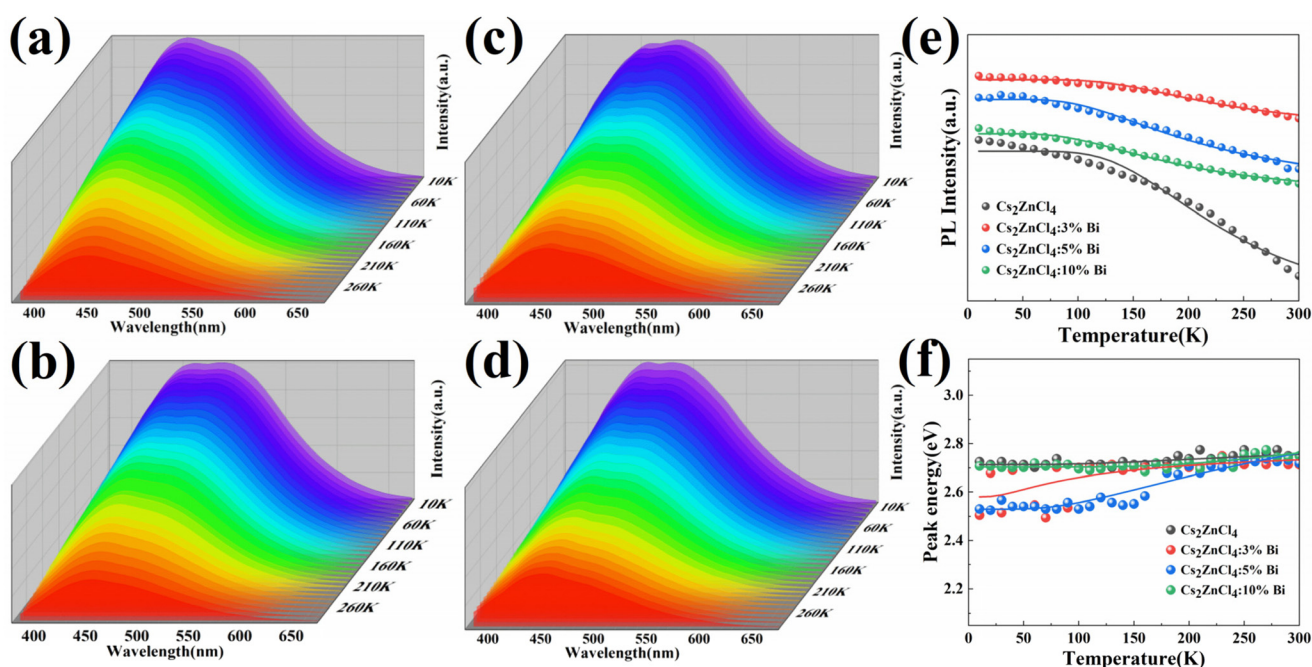 (a)
Intensity(a.u.)
10K
60K
110K
160K
210K
260K
400 450 500 550 600 650
Wavelength(nm)
(c)
Intensity(a.u.)
10K
60K
110K
160K
210K
260K
400 450 500 550 600 650
Wavelength(nm)
(e)
PL Intensity(a.u.)
Cs₂ZnCl₄
Cs₂ZnCl₄:3% Bi
Cs₂ZnCl₄:5% Bi
Cs₂ZnCl₄:10% Bi
0 50 100 150 200 250 300
Temperature(K)
(b)
Intensity(a.u.)
10K
60K
110K
160K
210K
260K
400 450 500 550 600 650
Wavelength(nm)
(d)
Intensity(a.u.)
10K
60K
110K
160K
210K
260K
400 450 500 550 600 650
Wavelength(nm)
(f)
Peak energy(eV)
3.0
2.8
2.6
2.4
2.2
Cs₂ZnCl₄
Cs₂ZnCl₄:3% Bi
Cs₂ZnCl₄:5% Bi
Cs₂ZnCl₄:10% Bi
0 50 100 150 200 250 300
Temperature(K)